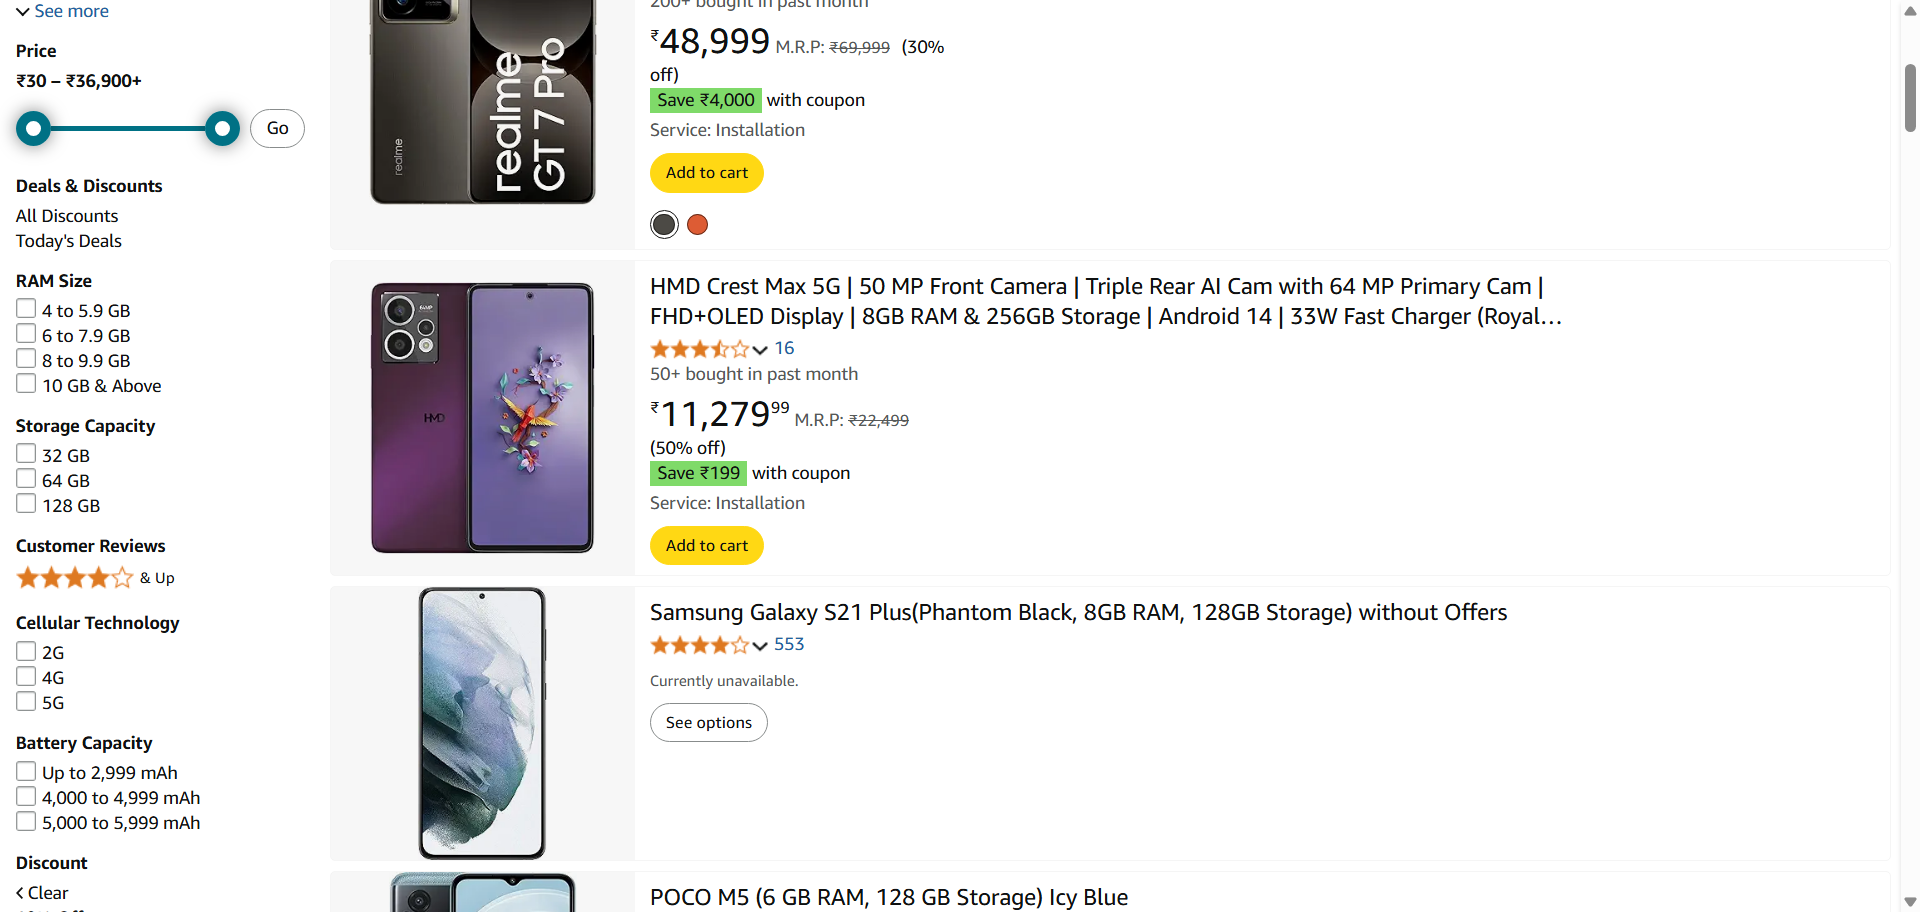 See more
Price
₹30 – ₹36,900+
Go
Deals & Discounts
All Discounts
Today's Deals
RAM Size
4 to 5.9 GB
6 to 7.9 GB
8 to 9.9 GB
10 GB & Above
Storage Capacity
32 GB
64 GB
128 GB
Customer Reviews
& Up
Cellular Technology
2G
4G
5G
Battery Capacity
Up to 2,999 mAh
4,000 to 4,999 mAh
5,000 to 5,999 mAh
Discount
Clear
realme
realme
GT 7 Pro
200+ bought in past month
₹48,999 M.R.P: ₹69,999 (30%
off)
Save ₹4,000 with coupon
Service: Installation
Add to cart
HMD
HMD Crest Max 5G | 50 MP Front Camera | Triple Rear AI Cam with 64 MP Primary Cam |
FHD+OLED Display | 8GB RAM & 256GB Storage | Android 14 | 33W Fast Charger (Royal…
16
50+ bought in past month
₹11,279 99 M.R.P: ₹22,499
(50% off)
Save ₹199 with coupon
Service: Installation
Add to cart
Samsung Galaxy S21 Plus(Phantom Black, 8GB RAM, 128GB Storage) without Offers
553
Currently unavailable.
See options
POCO M5 (6 GB RAM, 128 GB Storage) Icy Blue